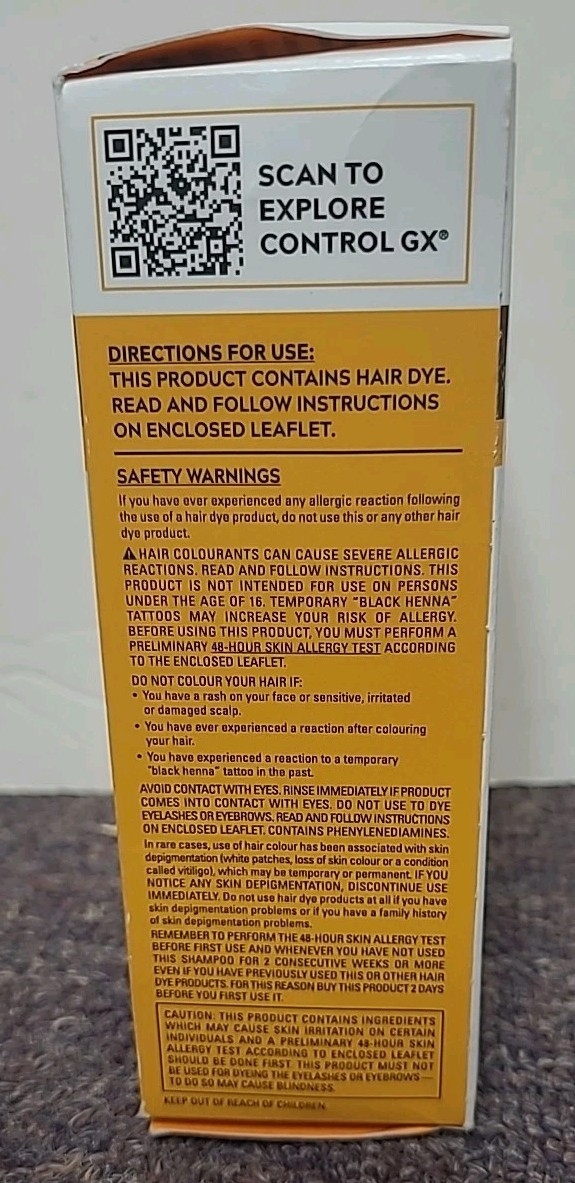 SCAN TO
EXPLORE
CONTROL GX®
DIRECTIONS FOR USE:
THIS PRODUCT CONTAINS HAIR DYE.
READ AND FOLLOW INSTRUCTIONS
ON ENCLOSED LEAFLET.
SAFETY WARNINGS
If you have ever experienced any allergic reaction following
the use of a hair dye product, do not use this or any other hair
dye product.
⚠HAIR COLOURANTS CAN CAUSE SEVERE ALLERGIC
REACTIONS. READ AND FOLLOW INSTRUCTIONS. THIS
PRODUCT IS NOT INTENDED FOR USE ON PERSONS
UNDER THE AGE OF 16. TEMPORARY "BLACK HENNA"
TATTOOS MAY INCREASE YOUR RISK OF ALLERGY.
BEFORE USING THIS PRODUCT, YOU MUST PERFORM A
PRELIMINARY 48-HOUR SKIN ALLERGY TEST ACCORDING
TO THE ENCLOSED LEAFLET.
DO NOT COLOUR YOUR HAIR IF:
• You have a rash on your face or sensitive, irritated
or damaged scalp.
• You have ever experienced a reaction after colouring
your hair.
• You have experienced a reaction to a temporary
"black henna" tattoo in the past.
AVOID CONTACT WITH EYES. RINSE IMMEDIATELY IF PRODUCT
COMES INTO CONTACT WITH EYES. DO NOT USE TO DYE
EYELASHES OR EYEBROWS. READ AND FOLLOW INSTRUCTIONS
ON ENCLOSED LEAFLET. CONTAINS PHENYLENEDIAMINES.
In rare cases, use of hair colour has been associated with skin
depigmentation (white patches, loss of skin colour or a condition
called vitiligo), which may be temporary or permanent. IF YOU
NOTICE ANY SKIN DEPIGMENTATION, DISCONTINUE USE
IMMEDIATELY. Do not use hair dye products at all if you have
skin depigmentation problems or if you have a family history
of skin depigmentation problems.
REMEMBER TO PERFORM THE 48-HOUR SKIN ALLERGY TEST
BEFORE FIRST USE AND WHENEVER YOU HAVE NOT USED
THIS SHAMPOO FOR 2 CONSECUTIVE WEEKS OR MORE
EVEN IF YOU HAVE PREVIOUSLY USED THIS OR OTHER HAIR
DYE PRODUCTS. FOR THIS REASON BUY THIS PRODUCT 2 DAYS
BEFORE YOU FIRST USE IT.
CAUTION: THIS PRODUCT CONTAINS INGREDIENTS
WHICH MAY CAUSE SKIN IRRITATION ON CERTAIN
INDIVIDUALS AND A PRELIMINARY 48-HOUR SKIN
ALLERGY TEST ACCORDING TO ENCLOSED LEAFLET
SHOULD BE DONE FIRST. THIS PRODUCT MUST NOT
BE USED FOR DYEING THE EYELASHES OR EYEBROWS—
TO DO SO MAY CAUSE BLINDNESS.
KEEP OUT OF REACH OF CHILDREN.